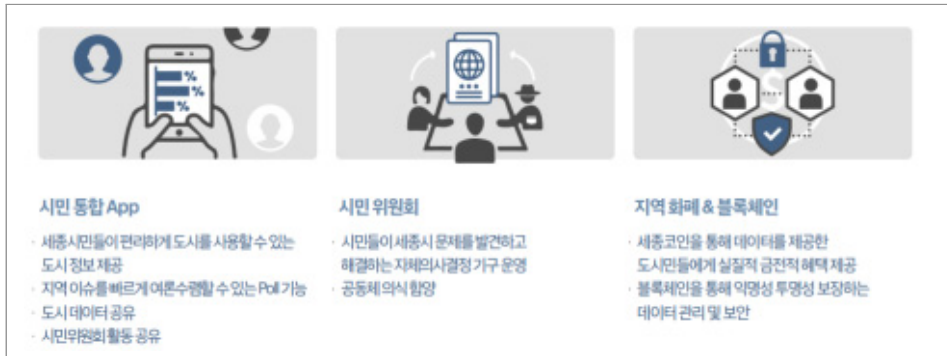 %
%
%
시민 통합 App
· 세종시민들이 편리하게 도시를 사용할 수 있는
도시 정보 제공
· 지역 이슈를 빠르게 여론수렴할 수 있는 Poll 기능
· 도시 데이터 공유
· 시민위원회 활동 공유
시민 위원회
· 시민들이 세종시 문제를 발견하고
해결하는 자체의사결정 기구 운영
· 공동체 의식 함양
지역 화폐 & 블록체인
· 세종코인을 통해 데이터를 제공한
도시민들에게 실질적 금전적 혜택 제공
· 블록체인을 통해 익명성 투명성 보장하는
데이터 관리 및 보안